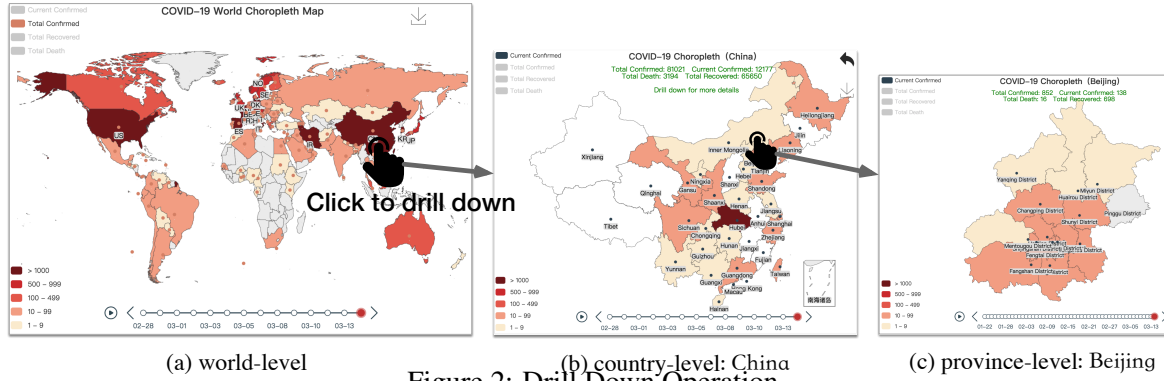 COVID-19 World Choropleth Map
Current Confirmed
Total Confirmed
Total Recovered
Total Death
US
NO
SE
UK
DK
BE
ES
IR
KR
JP
Click to drill down
> 1000
500 - 999
100 - 499
10 - 99
1 - 9
02-28
03-01
03-03
03-05
03-08
03-10
03-13
(a) world-level
COVID-19 Choropleth (China)
Current Confirmed
Total Confirmed
Total Recovered
Total Death
Total Confirmed: 81021 Current Confirmed: 12177
Total Death: 3194 Total Recovered: 65650
Drill down for more details
Heilongjiang
Jilin
Liaoning
Inner Mongolia
Xinjiang
Tianjin
Hebei
Ningxia
Shanxi
Shandong
Qinghai
Gansu
Shaanxi
Henan
Jiangsu
Tibet
Sichuan
Hubei
Anhui
Shanghai
Chongqing
Zhejiang
Hunan
Jiangxi
Guizhou
Fujian
Yunnan
Guangdong
Taiwan
Guangxi
Hong Kong
Macau
Hainan
南海诸岛
> 1000
500 - 999
100 - 499
10 - 99
1 - 9
02-28
03-01
03-03
03-05
03-08
03-10
03-13
(b) country-level: China
COVID-19 Choropleth (Beijing)
Current Confirmed
Total Confirmed
Total Recovered
Total Death
Total Confirmed: 852 Current Confirmed: 138
Total Death: 16 Total Recovered: 698
Yanqing District
Miyun District
Huairou District
Changping District
Pinggu District
Shunyi District
Mentougou District
Fengtai District
Fangshan District
> 1000
500 - 999
100 - 499
10 - 99
1 - 9
01-22
01-28
02-03
02-09
02-15
02-21
02-27
03-05
03-13
(c) province-level: Beijing
Figure 2: Drill Down Operation